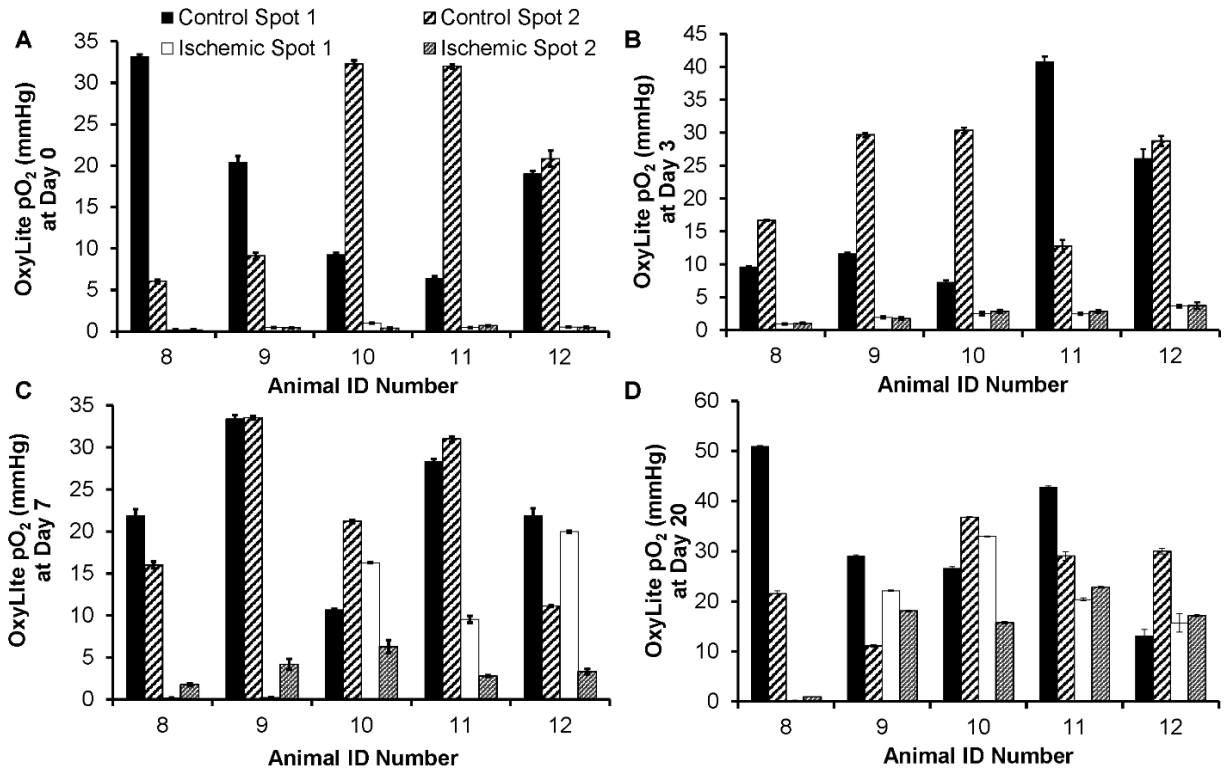 A
Control Spot 1
Control Spot 2
Ischemic Spot 1
Ischemic Spot 2
OxyLite pO2 (mmHg)
at Day 0
35
30
25
20
15
10
5
0
8 9 10 11 12
Animal ID Number
B
OxyLite pO2 (mmHg)
at Day 3
45
40
35
30
25
20
15
10
5
0
8 9 10 11 12
Animal ID Number
C
OxyLite pO2 (mmHg)
at Day 7
35
30
25
20
15
10
5
0
8 9 10 11 12
Animal ID Number
D
OxyLite pO2 (mmHg)
at Day 20
60
50
40
30
20
10
0
8 9 10 11 12
Animal ID Number